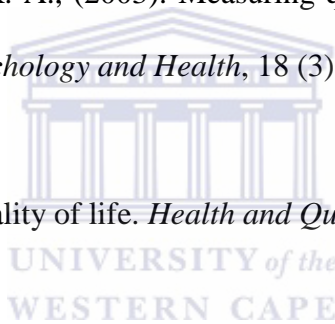 A., (2003). Measuring
chology and Health, 18 (3)
ality of life. Health and Qu
UNIVERSITY of the
WESTERN CAPE